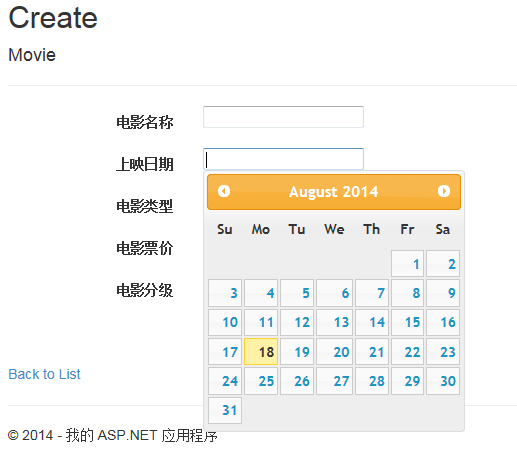 Create
Movie
电影名称
上映日期
August 2014
电影类型
Su Mo Tu We Th Fr Sa
电影票价
1 2
电影分级
3 4 5 6 7 8 9
10 11 12 13 14 15 16
17 18 19 20 21 22 23
Back to List
24 25 26 27 28 29 30
31
© 2014 - 我的 ASP.NET 应用程序